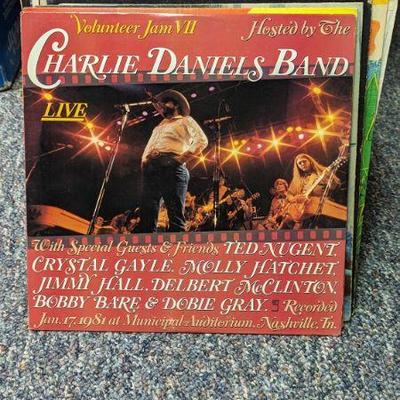 Volunteer Jam VII Hosted by The
CHARLIE DANIELS BAND
LIVE
With Special Guests & Friends TED NUGENT,
CRYSTAL GAYLE, MOLLY HATCHET,
JIMMY HALL, DELBERT McCLINTON,
BOBBY BARE & DOBIE GRAY. Recorded
Jan. 17, 1981 at Municipal Auditorium, Nashville, Tn.